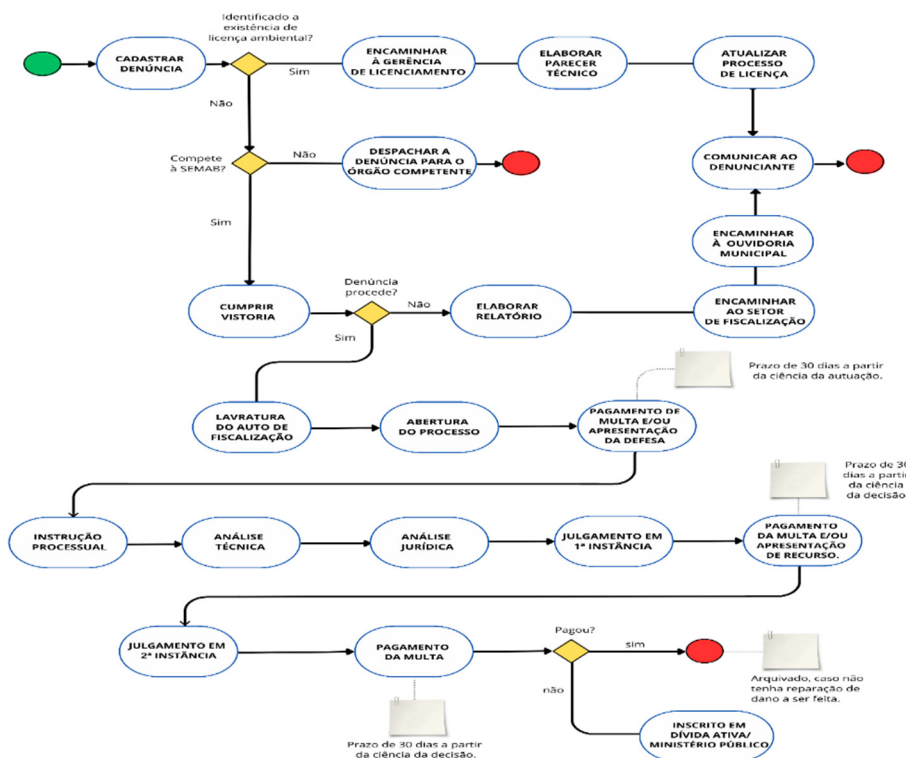 Identificado a
existência de
licença ambiental?
CADASTRAR
DENÚNCIA
Sim
ENCAMINHAR
À GERÊNCIA
DE LICENCIAMENTO
ELABORAR
PARECER
TÉCNICO
ATUALIZAR
PROCESSO
DE LICENÇA
Não
Compete
à SEMAB?
Não
DESPACHAR A
DENÚNCIA PARA O
ÓRGÃO COMPETENTE
COMUNICAR AO
DENUNCIANTE
Sim
ENCAMINHAR
À OUVIDORIA
MUNICIPAL
CUMPRIR
VISTORIA
Denúncia
procede?
Não
ELABORAR
RELATÓRIO
ENCAMINHAR
AO SETOR
DE FISCALIZAÇÃO
Sim
Prazo de 30 dias a partir
da ciência da autuação.
LAVRATURA
DO AUTO DE
FISCALIZAÇÃO
ABERTURA
DO PROCESSO
PAGAMENTO DE
MULTA E/OU
APRESENTAÇÃO
DA DEFESA
Prazo de 30
dias a partir
da ciência
da decisão.
INSTRUÇÃO
PROCESSUAL
ANÁLISE
TÉCNICA
ANÁLISE
JURÍDICA
JULGAMENTO EM
1ª INSTÂNCIA
PAGAMENTO
DA MULTA E/OU
APRESENTAÇÃO
DE RECURSO.
JULGAMENTO EM
2ª INSTÂNCIA
PAGAMENTO
DA MULTA
Pagou?
sim
não
Arquivado, caso não
tenha reparação de
dano a ser feita.
Prazo de 30 dias a partir
da ciência da decisão.
INSCRITO EM
DÍVIDA ATIVA/
MINISTÉRIO PÚBLICO